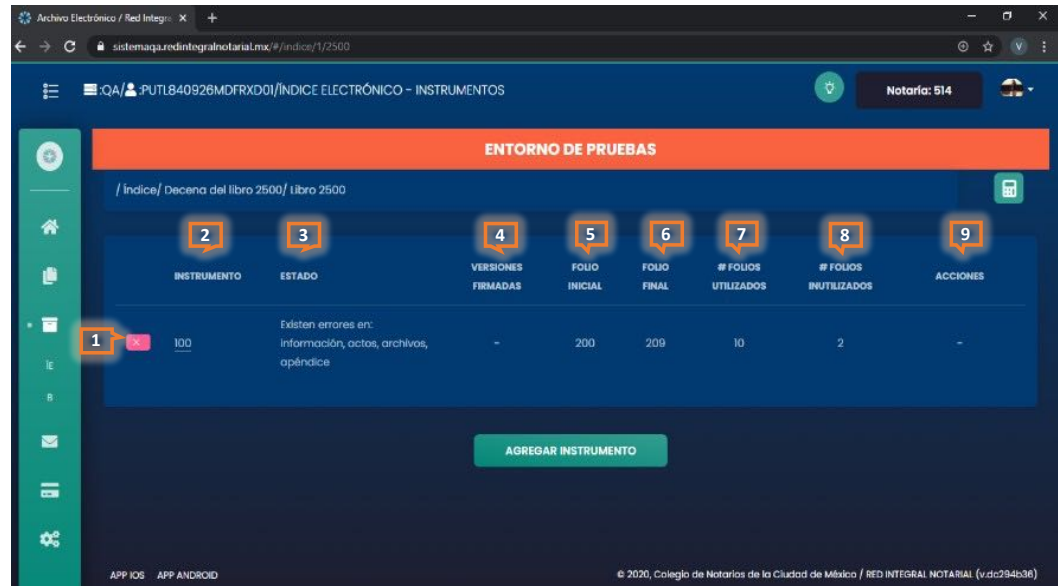 Archivo Electrónico / Red Integra
sistemaqa.redintegralnotarial.mx/#/indice/1/2500
V
:QA/ :PUTL840926MDFRXD01/ÍNDICE ELECTRÓNICO - INSTRUMENTOS
Notaría: 514
ENTORNO DE PRUEBAS
/ Índice/ Decena del libro 2500/ Libro 2500
2 3 4 5 6 7 8 9
INSTRUMENTO ESTADO VERSIONES FIRMADAS FOLIO INICIAL FOLIO FINAL # FOLIOS UTILIZADOS # FOLIOS INUTILIZADOS ACCIONES
1 100 Existen errores en: información, actos, archivos, apéndice - 200 209 10 2 -
IE
B
AGREGAR INSTRUMENTO
APP IOS APP ANDROID
© 2020, Colegio de Notarios de la Ciudad de México / RED INTEGRAL NOTARIAL (v.dc294b36)